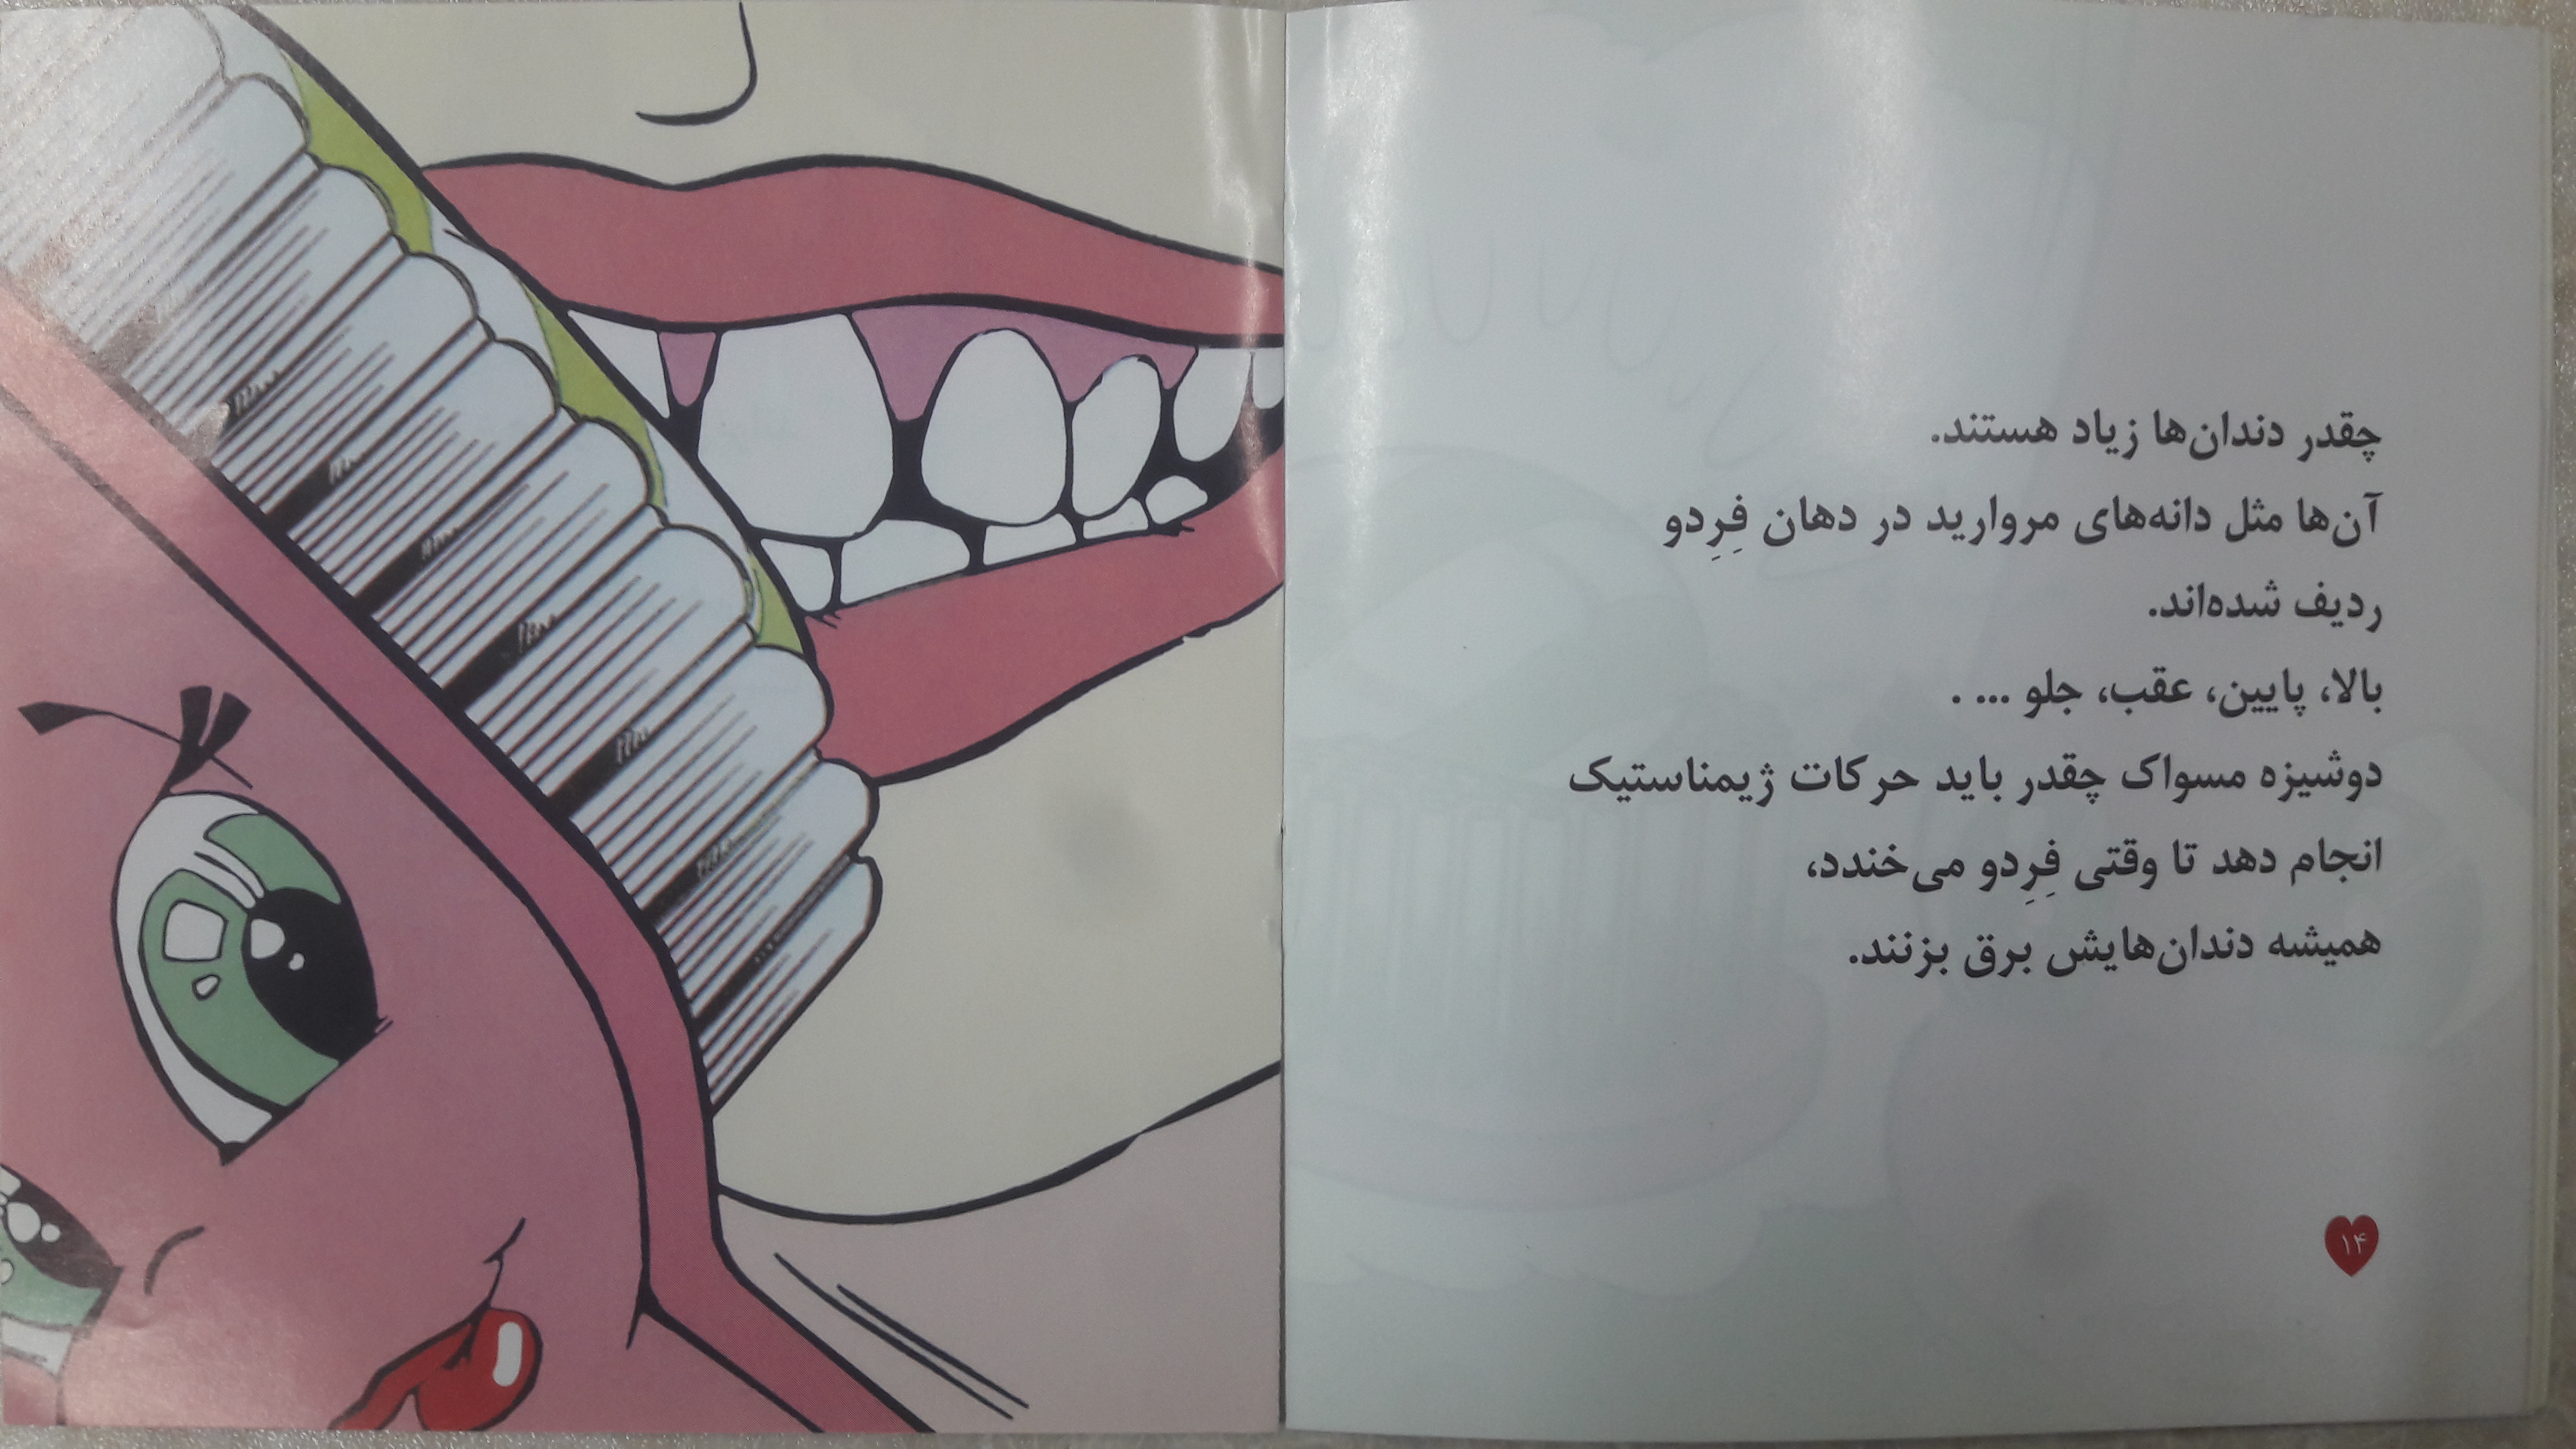 چقدر دندان‌ها زیاد هستند.
آن‌ها مثل دانه‌های مروارید در دهان فِرِدو
ردیف شده‌اند.
بالا، پایین، عقب، جلو ... .
دوشیزه مسواک چقدر باید حرکات ژیمناستیک
انجام دهد تا وقتی فِرِدو می‌خندد،
همیشه دندان‌هایش برق بزنند.
۱۴